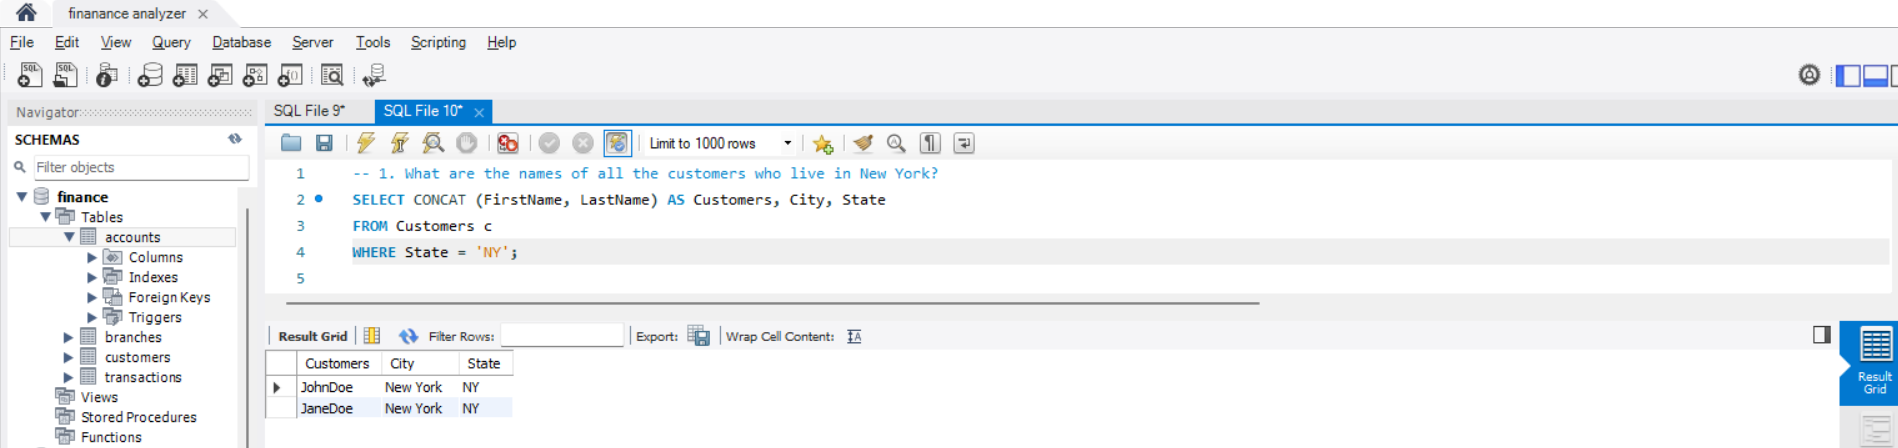 finanance analyzer
File Edit View Query Database Server Tools Scripting Help
SQL SQL
Navigator
SCHEMAS
Filter objects
finance
Tables
accounts
Columns
Indexes
Foreign Keys
Triggers
branches
customers
transactions
Views
Stored Procedures
Functions
SQL File 9* SQL File 10*
Limit to 1000 rows
1 -- 1. What are the names of all the customers who live in New York?
2 SELECT CONCAT (FirstName, LastName) AS Customers, City, State
3 FROM Customers c
4 WHERE State = 'NY';
5
Result Grid Filter Rows: Export: Wrap Cell Content:
Customers City State
JohnDoe New York NY
JaneDoe New York NY
Result
Grid